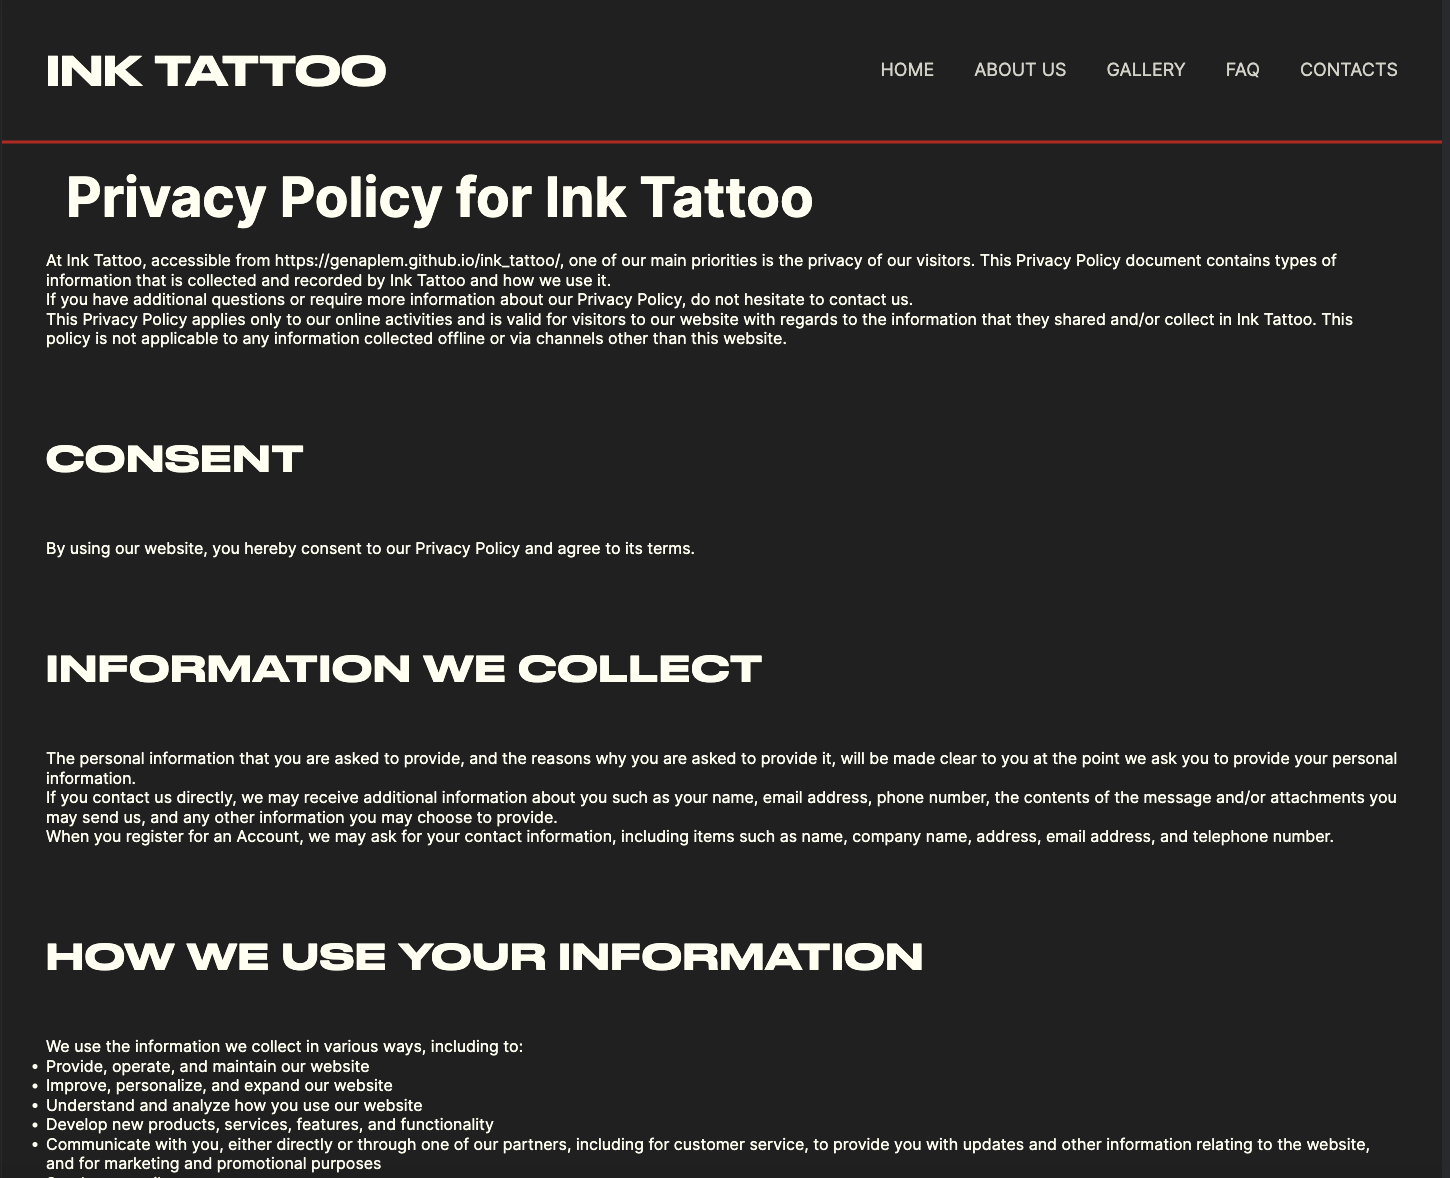 INK TATTOO
HOME ABOUT US GALLERY FAQ CONTACTS
Privacy Policy for Ink Tattoo
At Ink Tattoo, accessible from https://genaplem.github.io/ink_tattoo/, one of our main priorities is the privacy of our visitors. This Privacy Policy document contains types of
information that is collected and recorded by Ink Tattoo and how we use it.
If you have additional questions or require more information about our Privacy Policy, do not hesitate to contact us.
This Privacy Policy applies only to our online activities and is valid for visitors to our website with regards to the information that they shared and/or collect in Ink Tattoo. This
policy is not applicable to any information collected offline or via channels other than this website.
CONSENT
By using our website, you hereby consent to our Privacy Policy and agree to its terms.
INFORMATION WE COLLECT
The personal information that you are asked to provide, and the reasons why you are asked to provide it, will be made clear to you at the point we ask you to provide your personal
information.
If you contact us directly, we may receive additional information about you such as your name, email address, phone number, the contents of the message and/or attachments you
may send us, and any other information you may choose to provide.
When you register for an Account, we may ask for your contact information, including items such as name, company name, address, email address, and telephone number.
HOW WE USE YOUR INFORMATION
We use the information we collect in various ways, including to:
• Provide, operate, and maintain our website
• Improve, personalize, and expand our website
• Understand and analyze how you use our website
• Develop new products, services, features, and functionality
• Communicate with you, either directly or through one of our partners, including for customer service, to provide you with updates and other information relating to the website,
and for marketing and promotional purposes